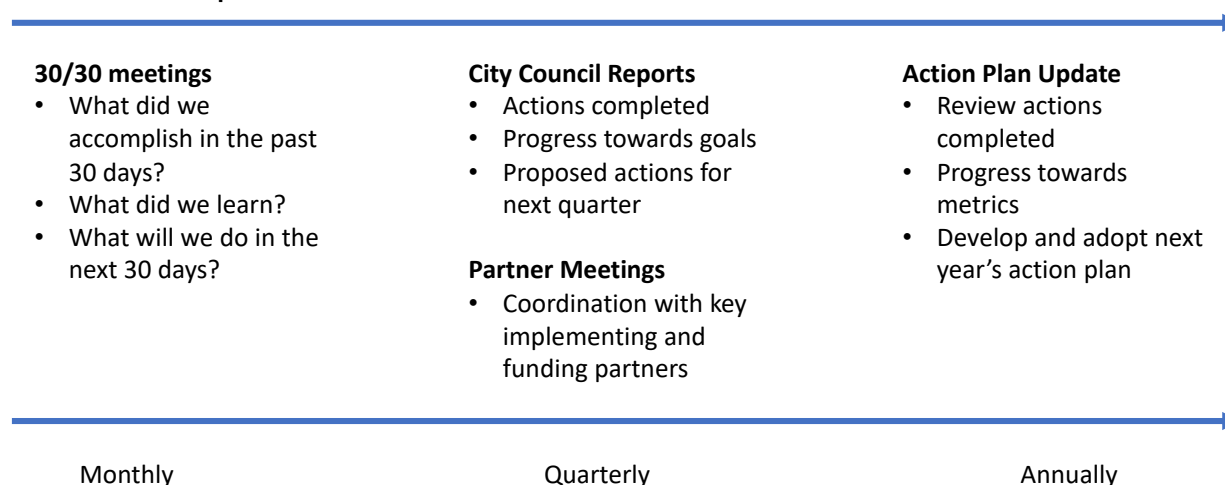 30/30 meetings
• What did we
accomplish in the past
30 days?
• What did we learn?
• What will we do in the
next 30 days?
City Council Reports
• Actions completed
• Progress towards goals
• Proposed actions for
next quarter
Partner Meetings
• Coordination with key
implementing and
funding partners
Action Plan Update
• Review actions
completed
• Progress towards
metrics
• Develop and adopt next
year’s action plan
Monthly
Quarterly
Annually